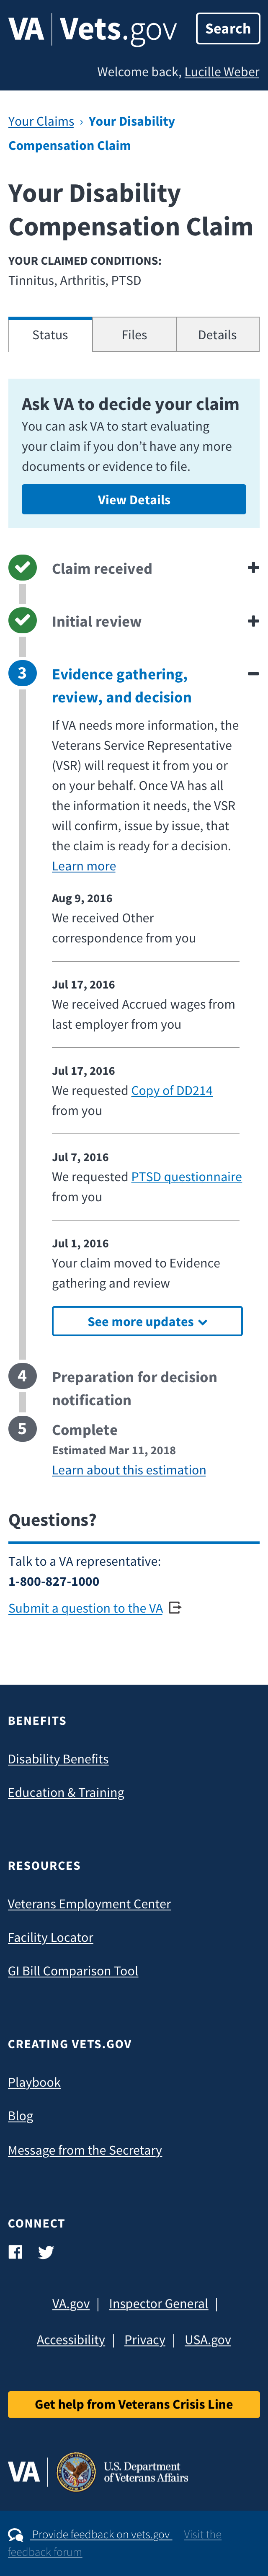 VA Vets.gov Search
Welcome back, Lucille Weber
Your Claims › Your Disability
Compensation Claim
Your Disability
Compensation Claim
YOUR CLAIMED CONDITIONS:
Tinnitus, Arthritis, PTSD
Status Files Details
Ask VA to decide your claim
You can ask VA to start evaluating
your claim if you don’t have any more
documents or evidence to file.
View Details
Claim received
Initial review
3 Evidence gathering,
review, and decision
If VA needs more information, the
Veterans Service Representative
(VSR) will request it from you or
on your behalf. Once VA has all
the information it needs, the VSR
will confirm, issue by issue, that
the claim is ready for a decision.
Learn more
Aug 9, 2016
We received Other
correspondence from you
Jul 17, 2016
We received Accrued wages from
last employer from you
Jul 17, 2016
We requested Copy of DD214
from you
Jul 7, 2016
We requested PTSD questionnaire
from you
Jul 1, 2016
Your claim moved to Evidence
gathering and review
See more updates
4 Preparation for decision
notification
5 Complete
Estimated Mar 11, 2018
Learn about this estimation
Questions?
Talk to a VA representative:
1-800-827-1000
Submit a question to the VA
BENEFITS
Disability Benefits
Education & Training
RESOURCES
Veterans Employment Center
Facility Locator
GI Bill Comparison Tool
CREATING VETS.GOV
Playbook
Blog
Message from the Secretary
CONNECT
VA.gov | Inspector General |
Accessibility | Privacy | USA.gov
Get help from Veterans Crisis Line
VA U.S. Department
of Veterans Affairs
Provide feedback on vets.gov Visit the
feedback forum